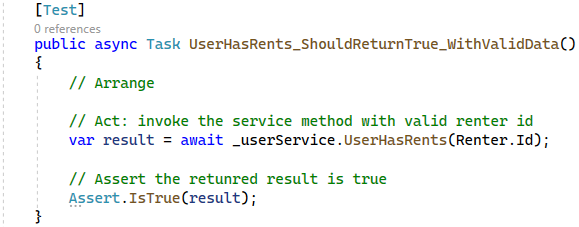 [Test]
0 references
public async Task UserHasRents_ShouldReturnTrue_WithValidData()
{
// Arrange
// Act: invoke the service method with valid renter id
var result = await _userService.UserHasRents(Renter.Id);
// Assert the retunred result is true
Assert.IsTrue(result);
}